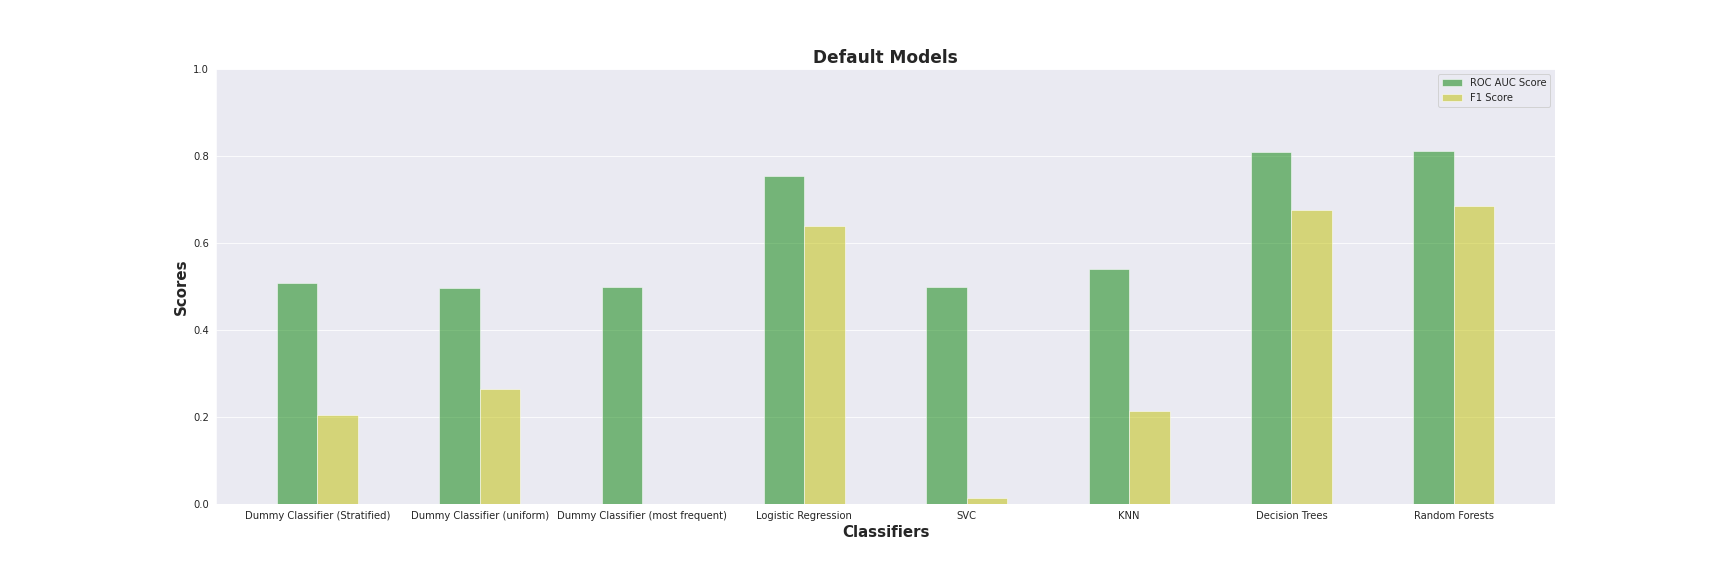 Default Models
ROC AUC Score
F1 Score
1.0
0.8
0.6
0.4
0.2
0.0
Scores
Dummy Classifier (Stratified) Dummy Classifier (uniform) Dummy Classifier (most frequent) Logistic Regression SVC KNN Decision Trees Random Forests
Classifiers